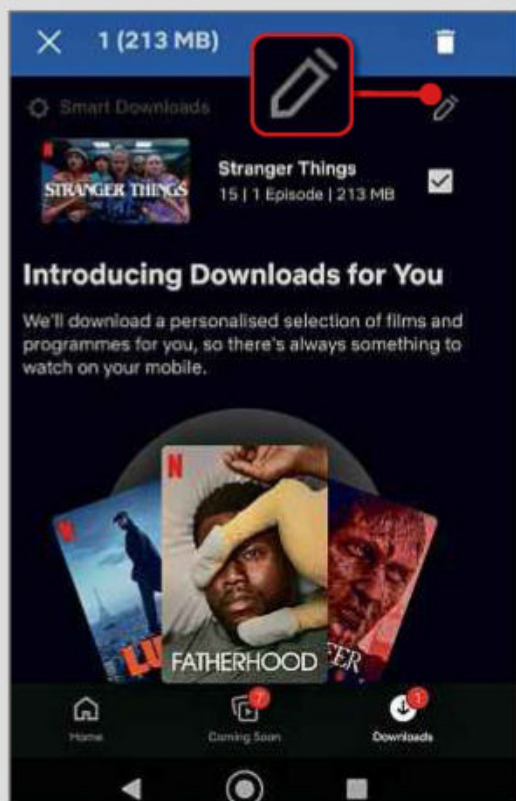 1 (213 MB)
Smart Downloads
STRANGER THINGS
Stranger Things
15 | 1 Episode | 213 MB
Introducing Downloads for You
We'll download a personalised selection of films and
programmes for you, so there's always something to
watch on your mobile.
N
N
LU
FATHERHOOD
ER
Home
7
Coming Soon
1
Downloads